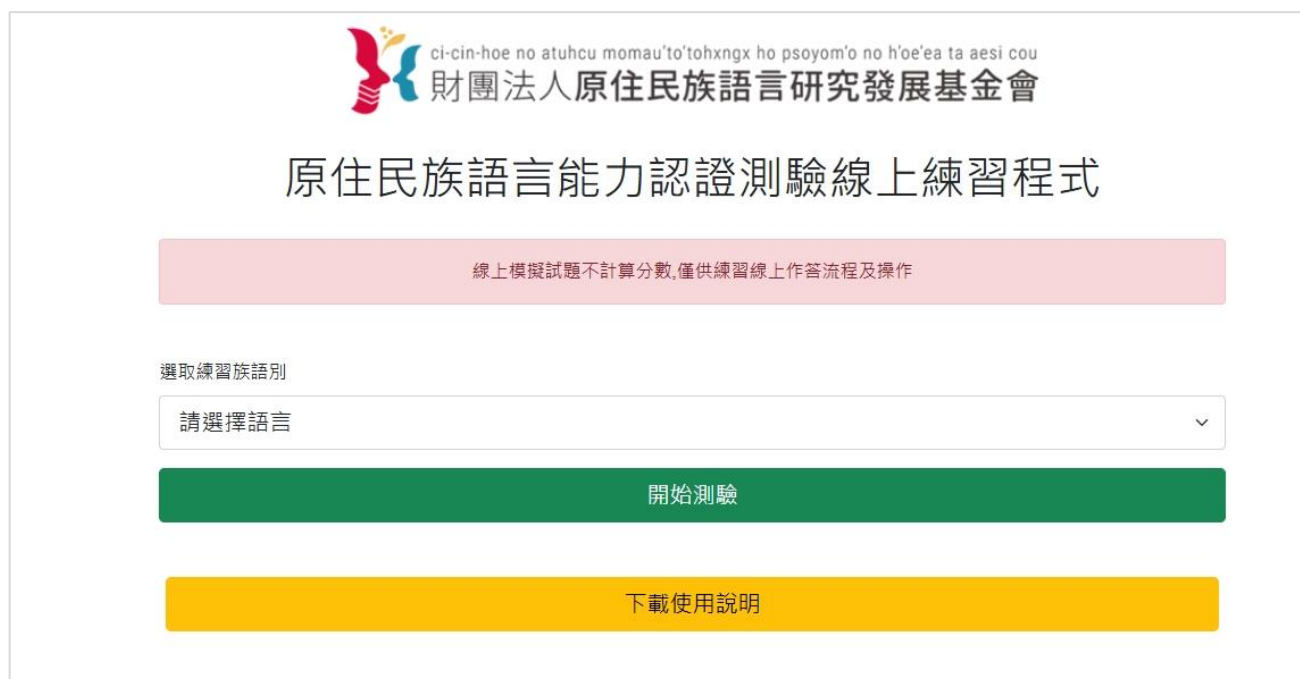 ci-cin-hoe no atuhcu momau'to'tohxngx ho psoyom'o no h'oe'ea ta aesi cou
財團法人原住民族語言研究發展基金會
原住民族語言能力認證測驗線上練習程式
線上模擬試題不計算分數,僅供練習線上作答流程及操作
選取練習族語別
請選擇語言
開始測驗
下載使用說明